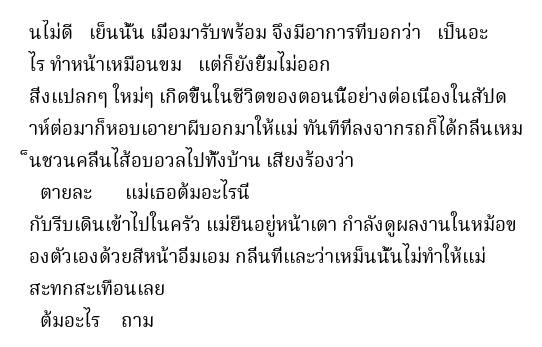 นไม่ดี เย็นนั้น เมื่อมารับพร้อม จึงมีอาการที่บอกว่า เป็นอะ
ไร ทำหน้าเหมือนขม แต่ก็ยังยิ้มไม่ออก
สิ่งแปลกๆ ใหม่ๆ เกิดขึ้นในชีวิตของตอนนี้อย่างต่อเนื่องในสัปด
าห์ต่อมาก็หอบเอายาผีบอกมาให้แม่ ทันทีที่ลงจากรถก็ได้กลิ่นเหม
็นชวนคลื่นไส้อบอวลไปทั้งบ้าน เสียงร้องว่า
ตายละ แม่เธอต้มอะไรนี่
กับรีบเดินเข้าไปในครัว แม่ยืนอยู่หน้าเตา กำลังดูผลงานในหม้อข
องตัวเองด้วยสีหน้าอิ่มเอม กลิ่นที่และว่าเหม็นนั้นไม่ทำให้แม่
สะทกสะเทือนเลย
ต้มอะไร ถาม